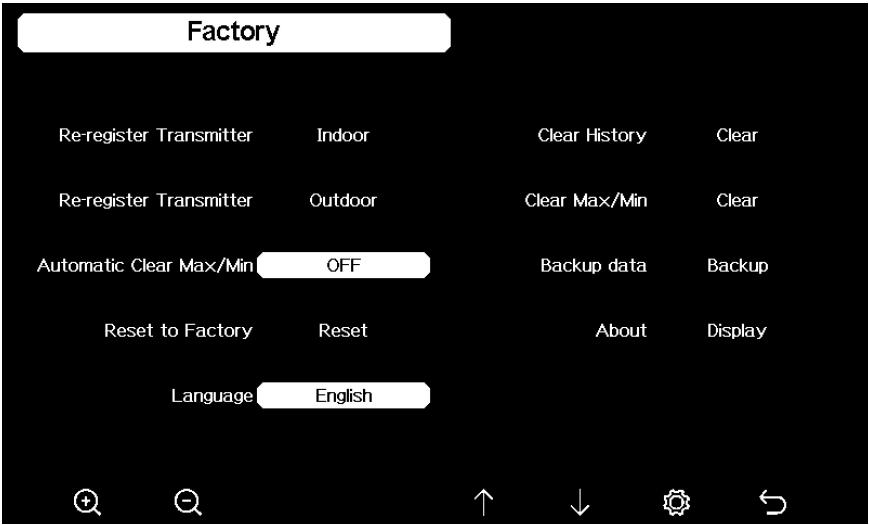 Factory
Re-register Transmitter Indoor Clear History Clear
Re-register Transmitter Outdoor Clear Max/Min Clear
Automatic Clear Max/Min OFF Backup data Backup
Reset to Factory Reset About Display
Language English